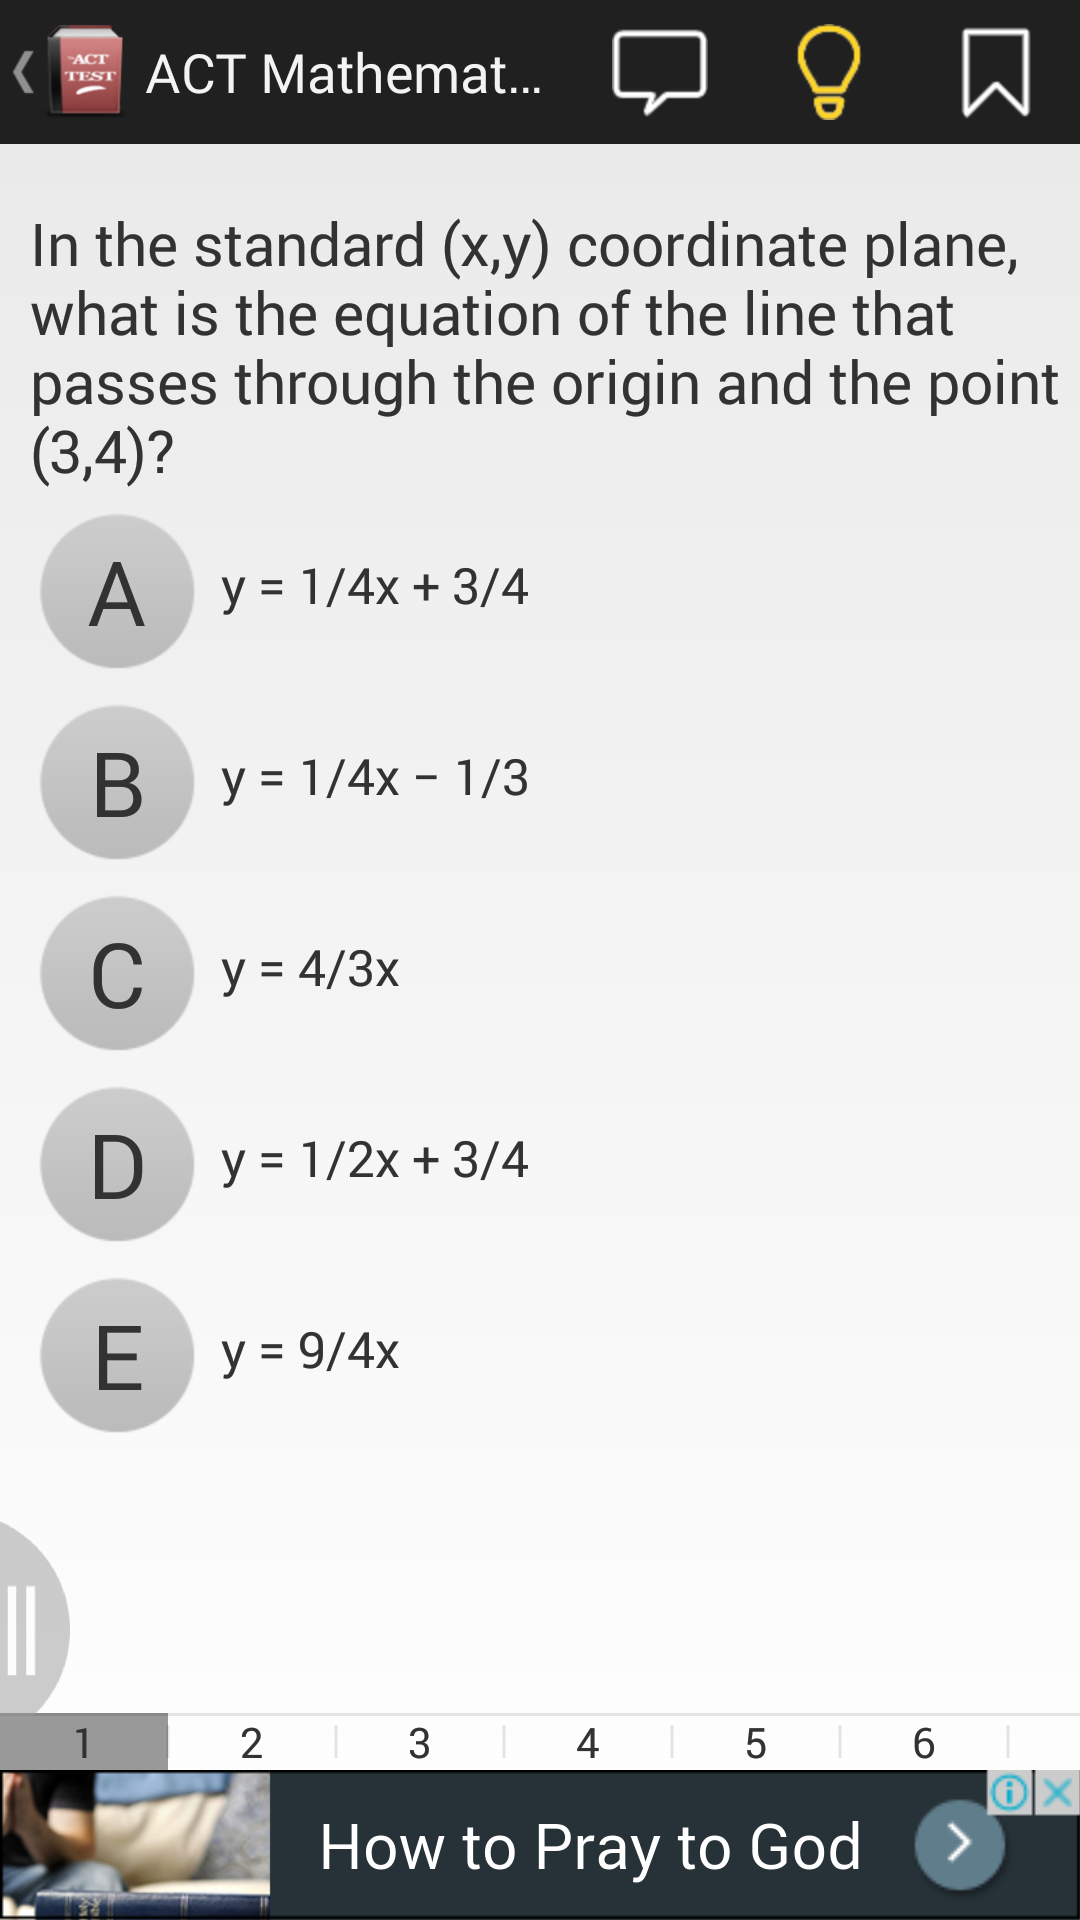 ACT
TEST
ACT Mathemat...
In the standard (x,y) coordinate plane,
what is the equation of the line that
passes through the origin and the point
(3,4)?
A y = 1/4x + 3/4
B y = 1/4x − 1/3
C y = 4/3x
D y = 1/2x + 3/4
E y = 9/4x
1 2 3 4 5 6
How to Pray to God